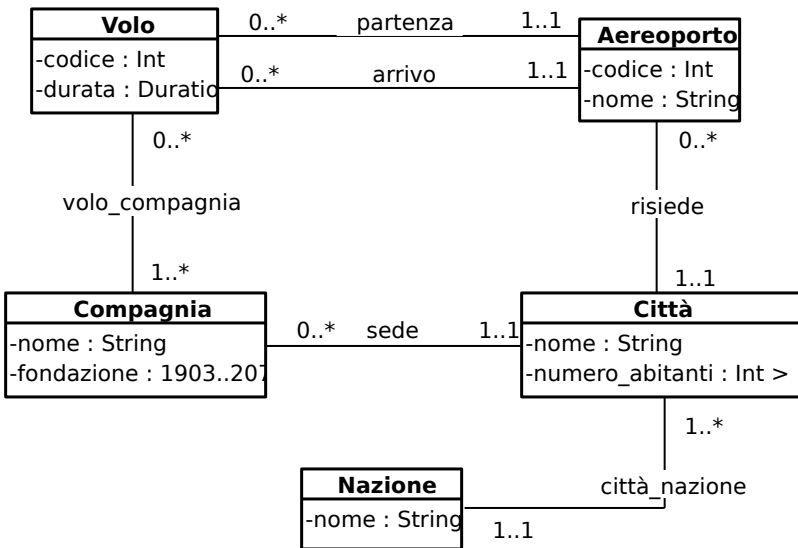 Volo
-codice : Int
-durata : Duratio
0..* partenza 1..1
0..* arrivo 1..1
Aereoporto
-codice : Int
-nome : String
0..*
volo_compagnia
1..*
0..*
risiede
1..1
Compagnia
-nome : String
-fondazione : 1903..207
0..* sede 1..1
Città
-nome : String
-numero_abitanti : Int >
1..*
città_nazione
1..1
Nazione
-nome : String